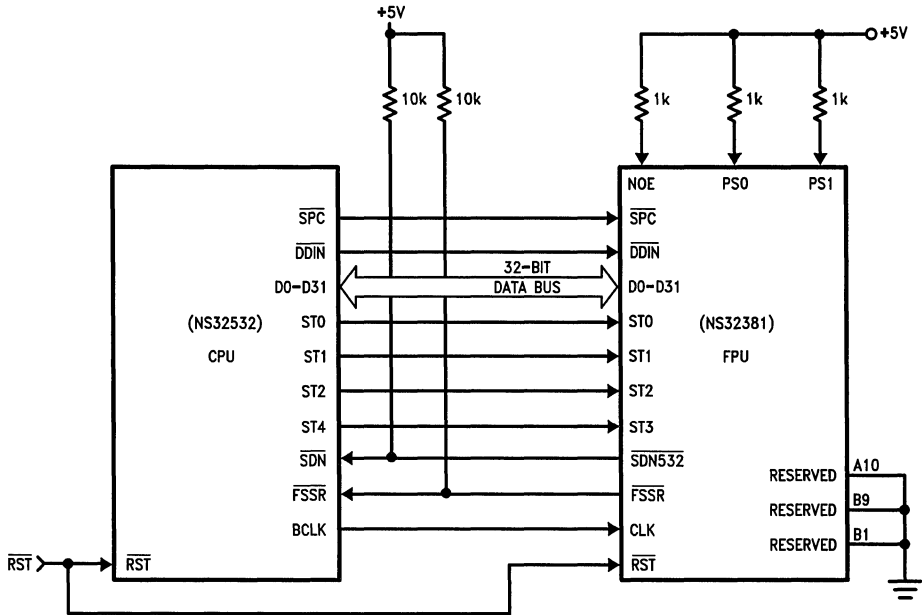 +5V
+5V
10k
10k
1k
1k
1k
NOE
PS0
PS1
SPC
SPC
DDIN
DDIN
32-BIT
DATA BUS
D0-D31
D0-D31
(NS32532)
CPU
(NS32381)
FPU
ST0
ST0
ST1
ST1
ST2
ST2
ST4
ST3
SDN
SDN532
FSSR
FSSR
BCLK
CLK
RESERVED
A10
RESERVED
B9
RESERVED
B1
RST
RST
RST